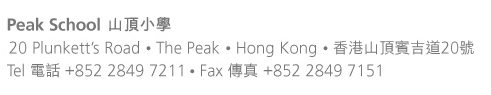 Peak School 山頂小學
20 Plunkett's Road • The Peak • Hong Kong • 香港山頂賓吉道20號
Tel 電話 +852 2849 7211 • Fax 傳真 +852 2849 7151